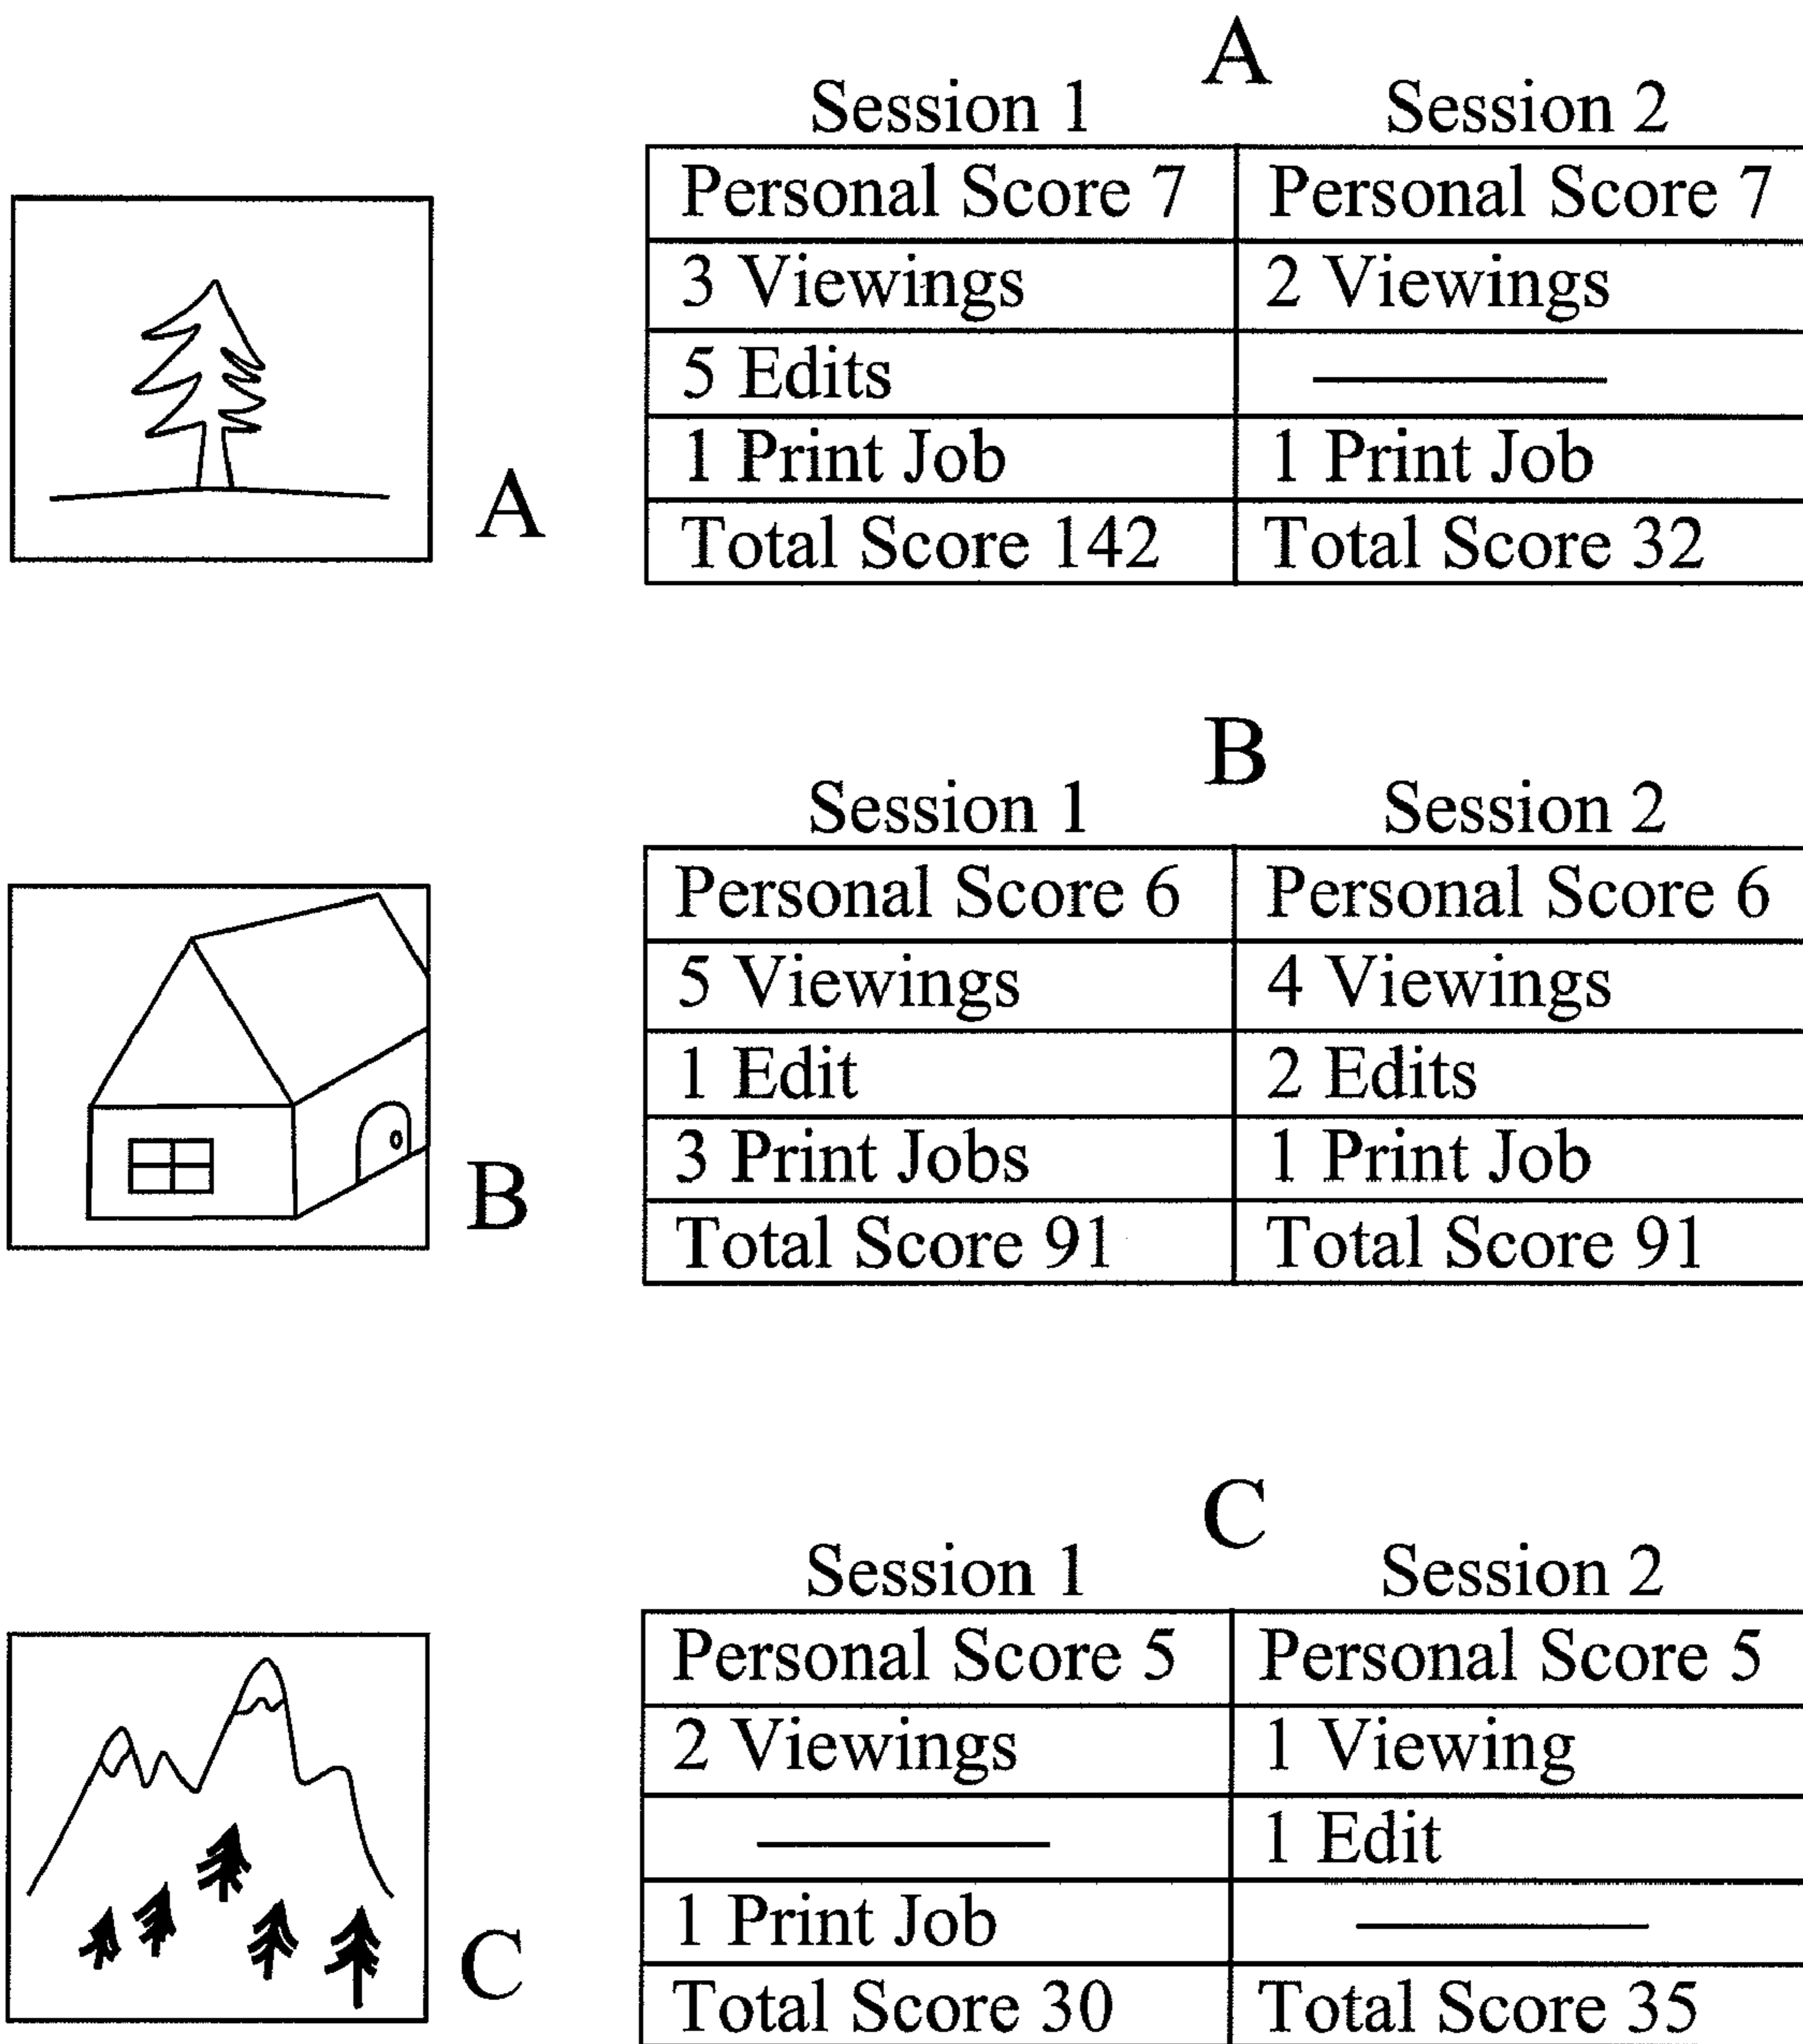 A
Session 1 Session 2
Personal Score 7 Personal Score 7
3 Viewings 2 Viewings
5 Edits
1 Print Job 1 Print Job
A
Total Score 142 Total Score 32
B
Session 1 Session 2
Personal Score 6 Personal Score 6
5 Viewings 4 Viewings
1 Edit 2 Edits
3 Print Jobs 1 Print Job
B
Total Score 91 Total Score 91
C
Session 1 Session 2
Personal Score 5 Personal Score 5
2 Viewings 1 Viewing
1 Edit
1 Print Job
C
Total Score 30 Total Score 35